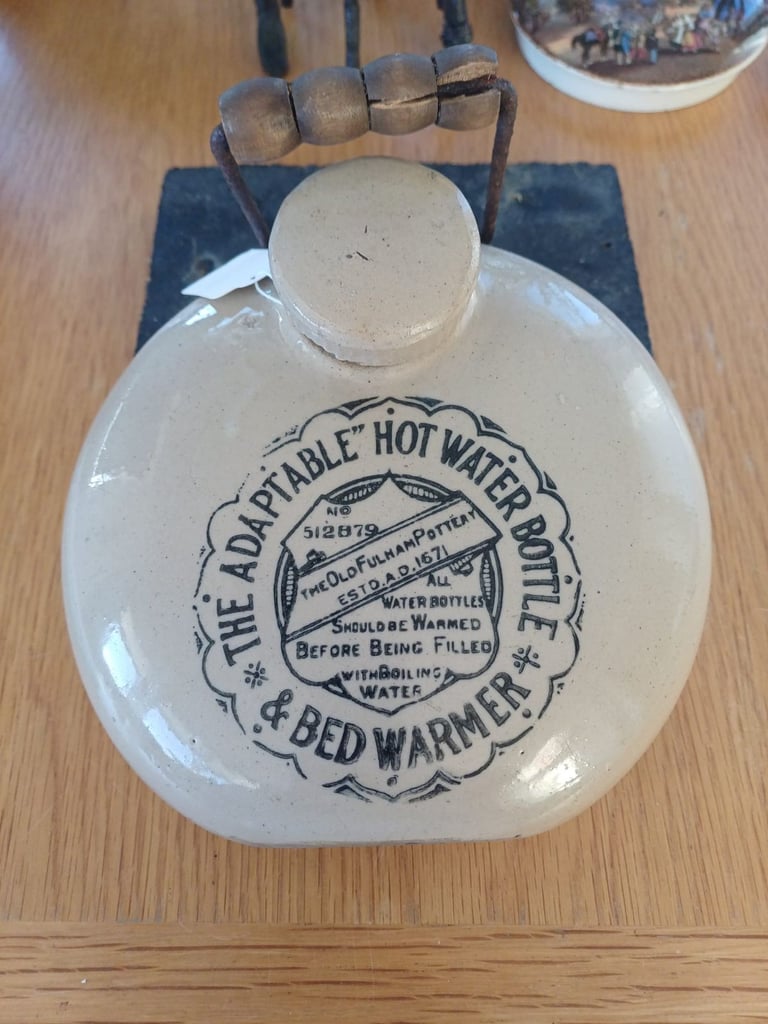 THE ADAPTABLE" HOT WATER BOTTLE
& BED WARMER
NO
512879
THE OLD FULHAM POTTERY
ESTD. A.D. 1671
ALL
WATER BOTTLES
SHOULD BE WARMED
BEFORE BEING FILLED
WITH BOILING
WATER